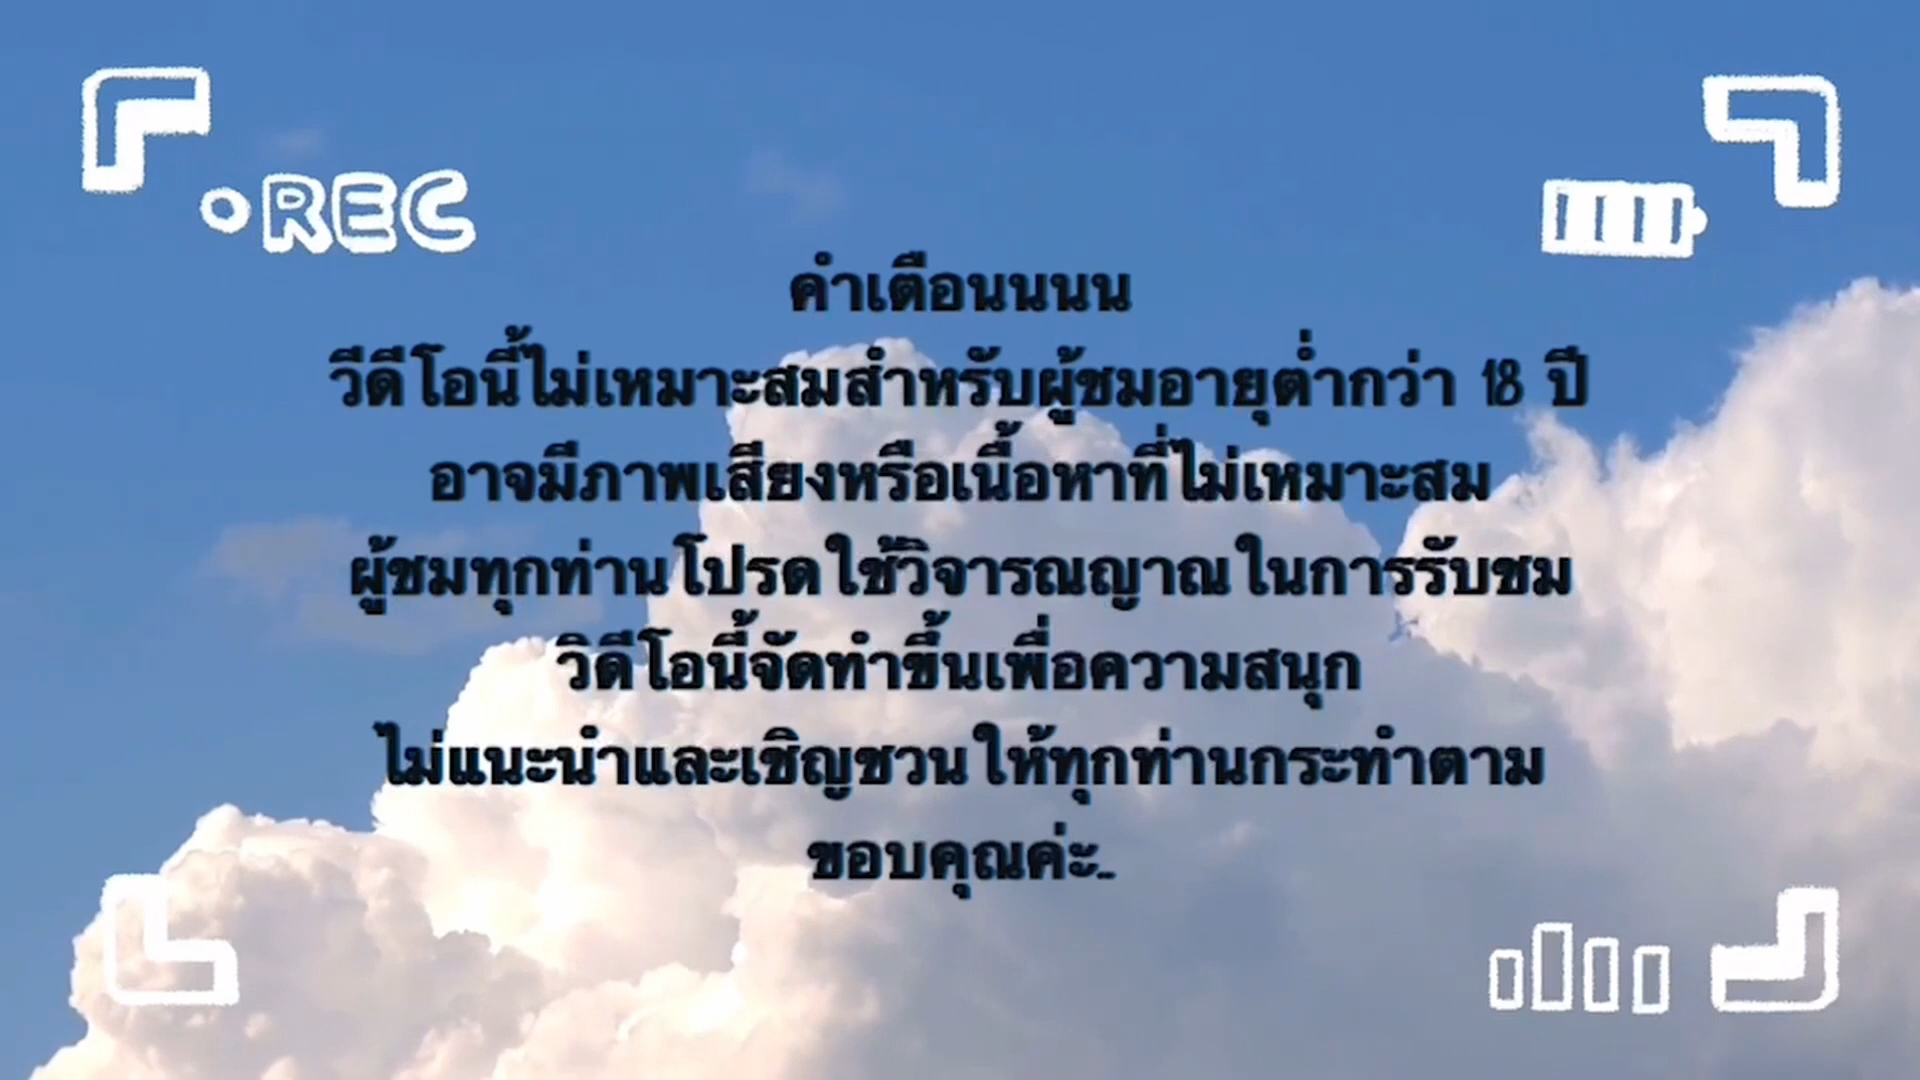 REC
คำเตือนนนน
วีดีโอนี้ไม่เหมาะสมสำหรับผู้ชมอายุต่ำกว่า 18 ปี
อาจมีภาพเสียงหรือเนื้อหาที่ไม่เหมาะสม
ผู้ชมทุกท่านโปรดใช้วิจารณญาณในการรับชม
วิดีโอนี้จัดทำขึ้นเพื่อความสนุก
ไม่แนะนำและเชิญชวนให้ทุกท่านกระทำตาม
ขอบคุณค่ะ..